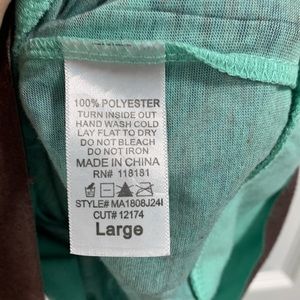 100% POLYESTER
TURN INSIDE OUT
HAND WASH COLD
LAY FLAT TO DRY
DO NOT BLEACH
DO NOT IRON
MADE IN CHINA
RN# 118181
STYLE# MA1808J24I
CUT# 12174
Large